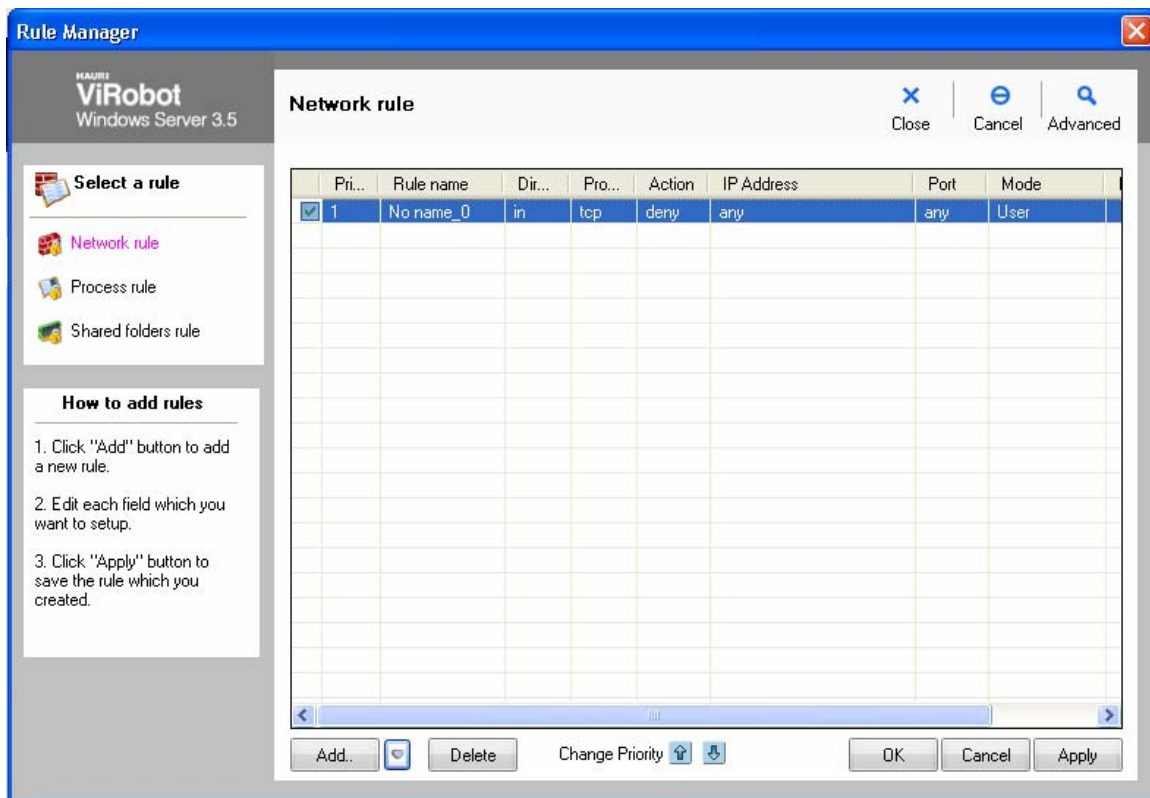 Rule Manager
HAURI
ViRobot
Windows Server 3.5
Network rule
Close
Cancel
Advanced
Select a rule
Network rule
Process rule
Shared folders rule
How to add rules
1. Click "Add" button to add
a new rule.
2. Edit each field which you
want to setup.
3. Click "Apply" button to
save the rule which you
created.
Pri... Rule name Dir... Pro... Action IP Address Port Mode
1 No name_0 in tcp deny any any User
Add.. Delete Change Priority OK Cancel Apply